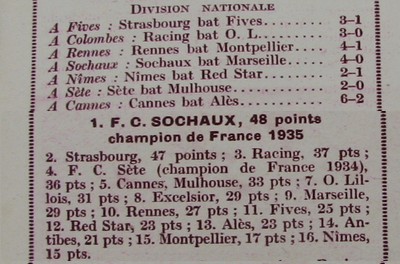 DIVISION NATIONALE
A Fives : Strasbourg bat Fives 3-1
A Colombes : Racing bat O. L. 3-0
A Rennes : Rennes bat Montpellier 4-1
A Sochaux : Sochaux bat Marseille 4-0
A Nîmes : Nîmes bat Red Star 2-1
A Sète : Sète bat Mulhouse 2-0
A Cannes : Cannes bat Alès 6-2
1. F. C. SOCHAUX, 48 points
champion de France 1935
2. Strasbourg, 47 points ; 3. Racing, 37 pts ;
4. F. C. Sète (champion de France 1934),
36 pts ; 5. Cannes, Mulhouse, 33 pts ; 7. O. Lil-
lois, 31 pts ; 8. Excelsior, 29 pts ; 9. Marseille,
29 pts ; 10. Rennes, 27 pts ; 11. Fives, 25 pts ;
12. Red Star, 23 pts ; 13. Alès, 23 pts ; 14. An-
tibes, 21 pts ; 15. Montpellier, 17 pts ; 16. Nîmes,
15 pts.